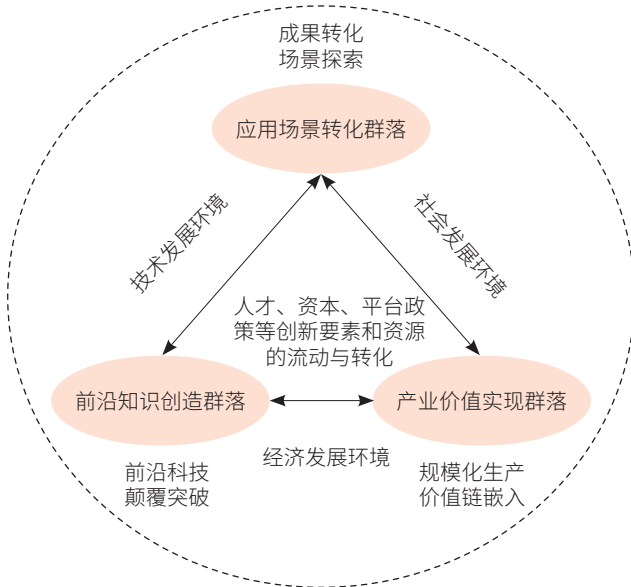 成果转化
场景探索
应用场景转化群落
技术发展环境
社会发展环境
人才、资本、平台政
策等创新要素和资源
的流动与转化
前沿知识创造群落
产业价值实现群落
经济发展环境
前沿科技
颠覆突破
规模化生产
价值链嵌入